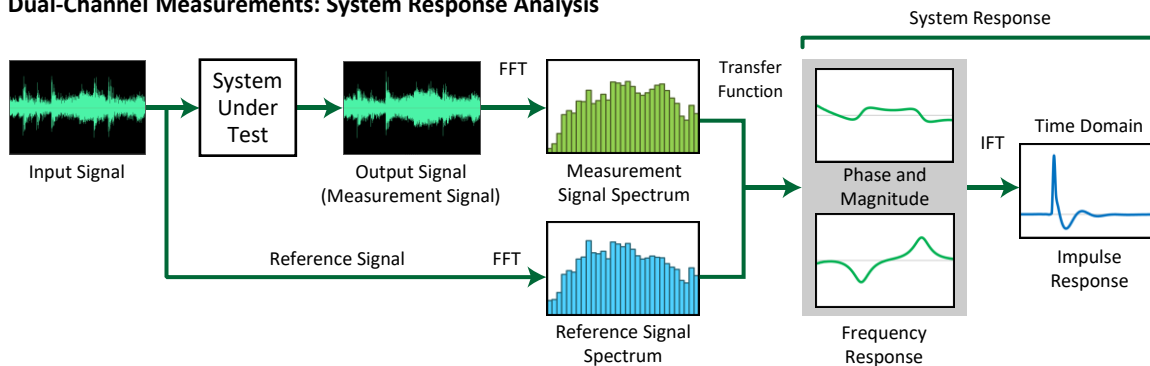 Dual-Channel Measurements: System Response Analysis
System Response
FFT
Transfer
Function
System
Under
Test
Input Signal
Output Signal
(Measurement Signal)
Measurement
Signal Spectrum
Phase and
Magnitude
IFT
Time Domain
Reference Signal
FFT
Impulse
Response
Reference Signal
Spectrum
Frequency
Response